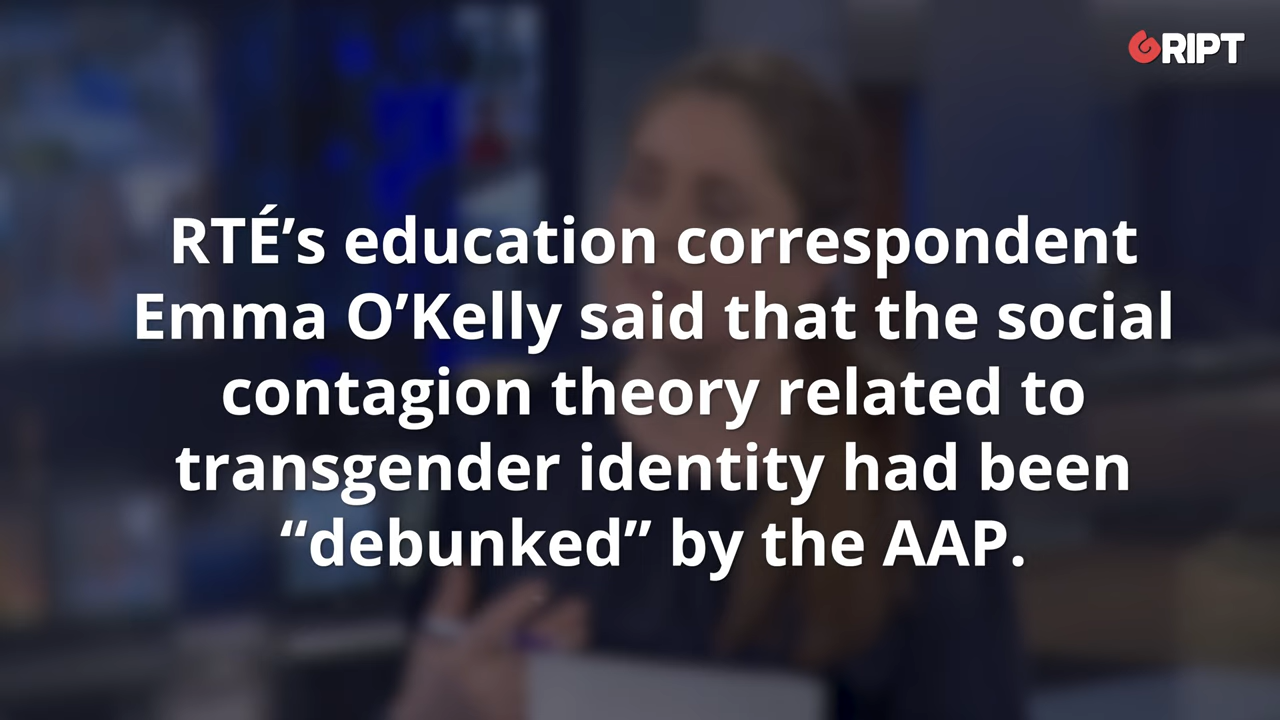 GRIPT
RTÉ’s education correspondent
Emma O’Kelly said that the social
contagion theory related to
transgender identity had been
“debunked” by the AAP.